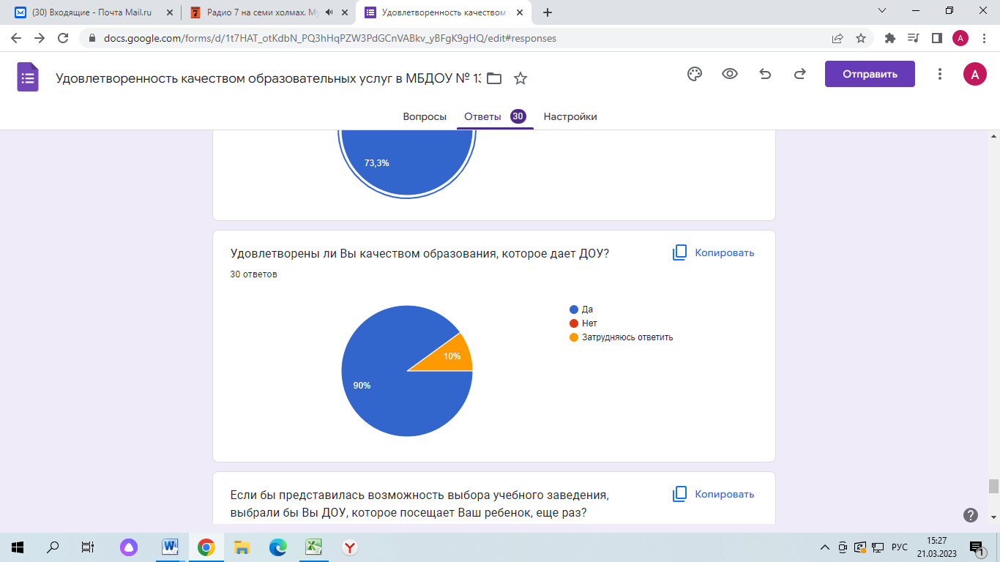 (30) Входящие - Почта Mail.ru
Радио 7 на семи холмах. Му
Удовлетворенность качеством
docs.google.com/forms/d/1t7HAT_otKdbN_PQ3hHqPZW3PdGCnVABkv_yBFgK9gHQ/edit#responses
A
Удовлетворенность качеством образовательных услуг в МБДОУ № 13
Отправить
A
Вопросы Ответы 30 Настройки
73,3%
Удовлетворены ли Вы качеством образования, которое дает ДОУ?
Копировать
30 ответов
Да
Нет
Затрудняюсь ответить
10%
90%
Если бы представилась возможность выбора учебного заведения,
выбрали бы Вы ДОУ, которое посещает Ваш ребенок, еще раз?
Копировать
РУС
15:27
21.03.2023
1